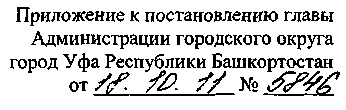 Приложение к постановлению главы
Администрации городского округа
город Уфа Республики Башкортостан
от 18. 10. 11 № 5846